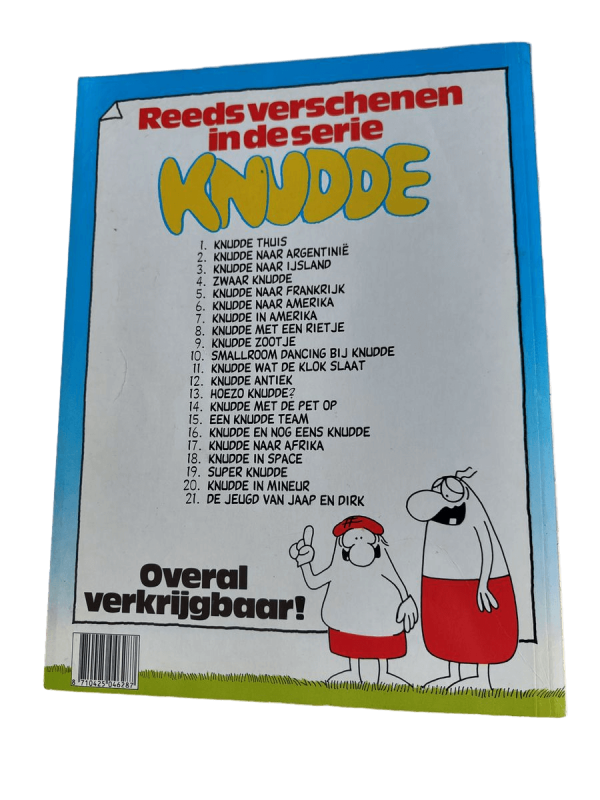 Reeds verschenen
in de serie
KNUDDE
1. KNUDDE THUIS
2. KNUDDE NAAR ARGENTINIË
3. KNUDDE NAAR IJSLAND
4. ZWAAR KNUDDE
5. KNUDDE NAAR FRANKRIJK
6. KNUDDE NAAR AMERIKA
7. KNUDDE IN AMERIKA
8. KNUDDE MET EEN RIETJE
9. KNUDDE ZOOTJE
10. SMALLROOM DANCING BIJ KNUDDE
11. KNUDDE WAT DE KLOK SLAAT
12. KNUDDE ANTIEK
13. HOEZO KNUDDE?
14. KNUDDE MET DE PET OP
15. EEN KNUDDE TEAM
16. KNUDDE EN NOG EENS KNUDDE
17. KNUDDE NAAR AFRIKA
18. KNUDDE IN SPACE
19. SUPER KNUDDE
20. KNUDDE IN MINEUR
21. DE JEUGD VAN JAAP EN DIRK
Overal
verkrijgbaar!
8 710425 046287